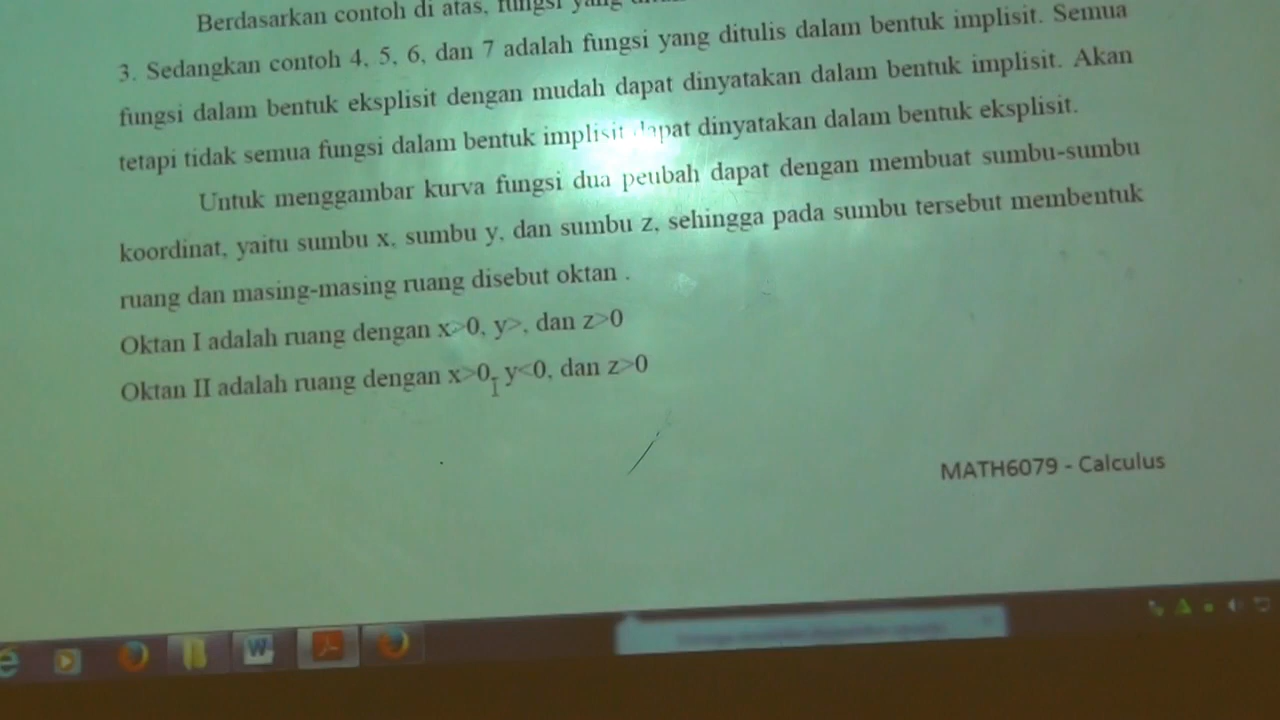 Berdasarkan contoh di atas, fungsi yang
3. Sedangkan contoh 4, 5, 6, dan 7 adalah fungsi yang ditulis dalam bentuk implisit. Semua
fungsi dalam bentuk eksplisit dengan mudah dapat dinyatakan dalam bentuk implisit. Akan
tetapi tidak semua fungsi dalam bentuk implisit dapat dinyatakan dalam bentuk eksplisit.
Untuk menggambar kurva fungsi dua peubah dapat dengan membuat sumbu-sumbu
koordinat, yaitu sumbu x, sumbu y, dan sumbu z, sehingga pada sumbu tersebut membentuk
ruang dan masing-masing ruang disebut oktan .
Oktan I adalah ruang dengan x>0, y>, dan z>0
Oktan II adalah ruang dengan x>0, y<0, dan z>0
MATH6079 - Calculus